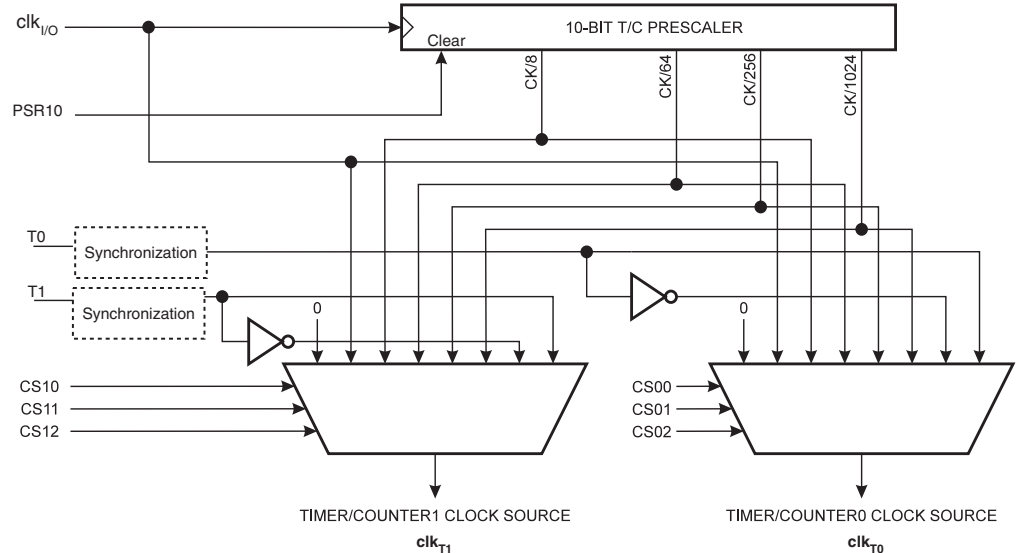 clkI/O
10-BIT T/C PRESCALER
Clear
PSR10
CK/8
CK/64
CK/256
CK/1024
T0
Synchronization
T1
Synchronization
0
0
CS10
CS11
CS12
CS00
CS01
CS02
TIMER/COUNTER1 CLOCK SOURCE
clkT1
TIMER/COUNTER0 CLOCK SOURCE
clkT0